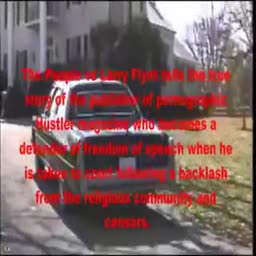 The People vs Larry Flynt tells the true
story of the publisher of pornographic
Hustler magazine who becomes a
defender of freedom of speech when he
is taken to court following a backlash
from the religious community and
censors.